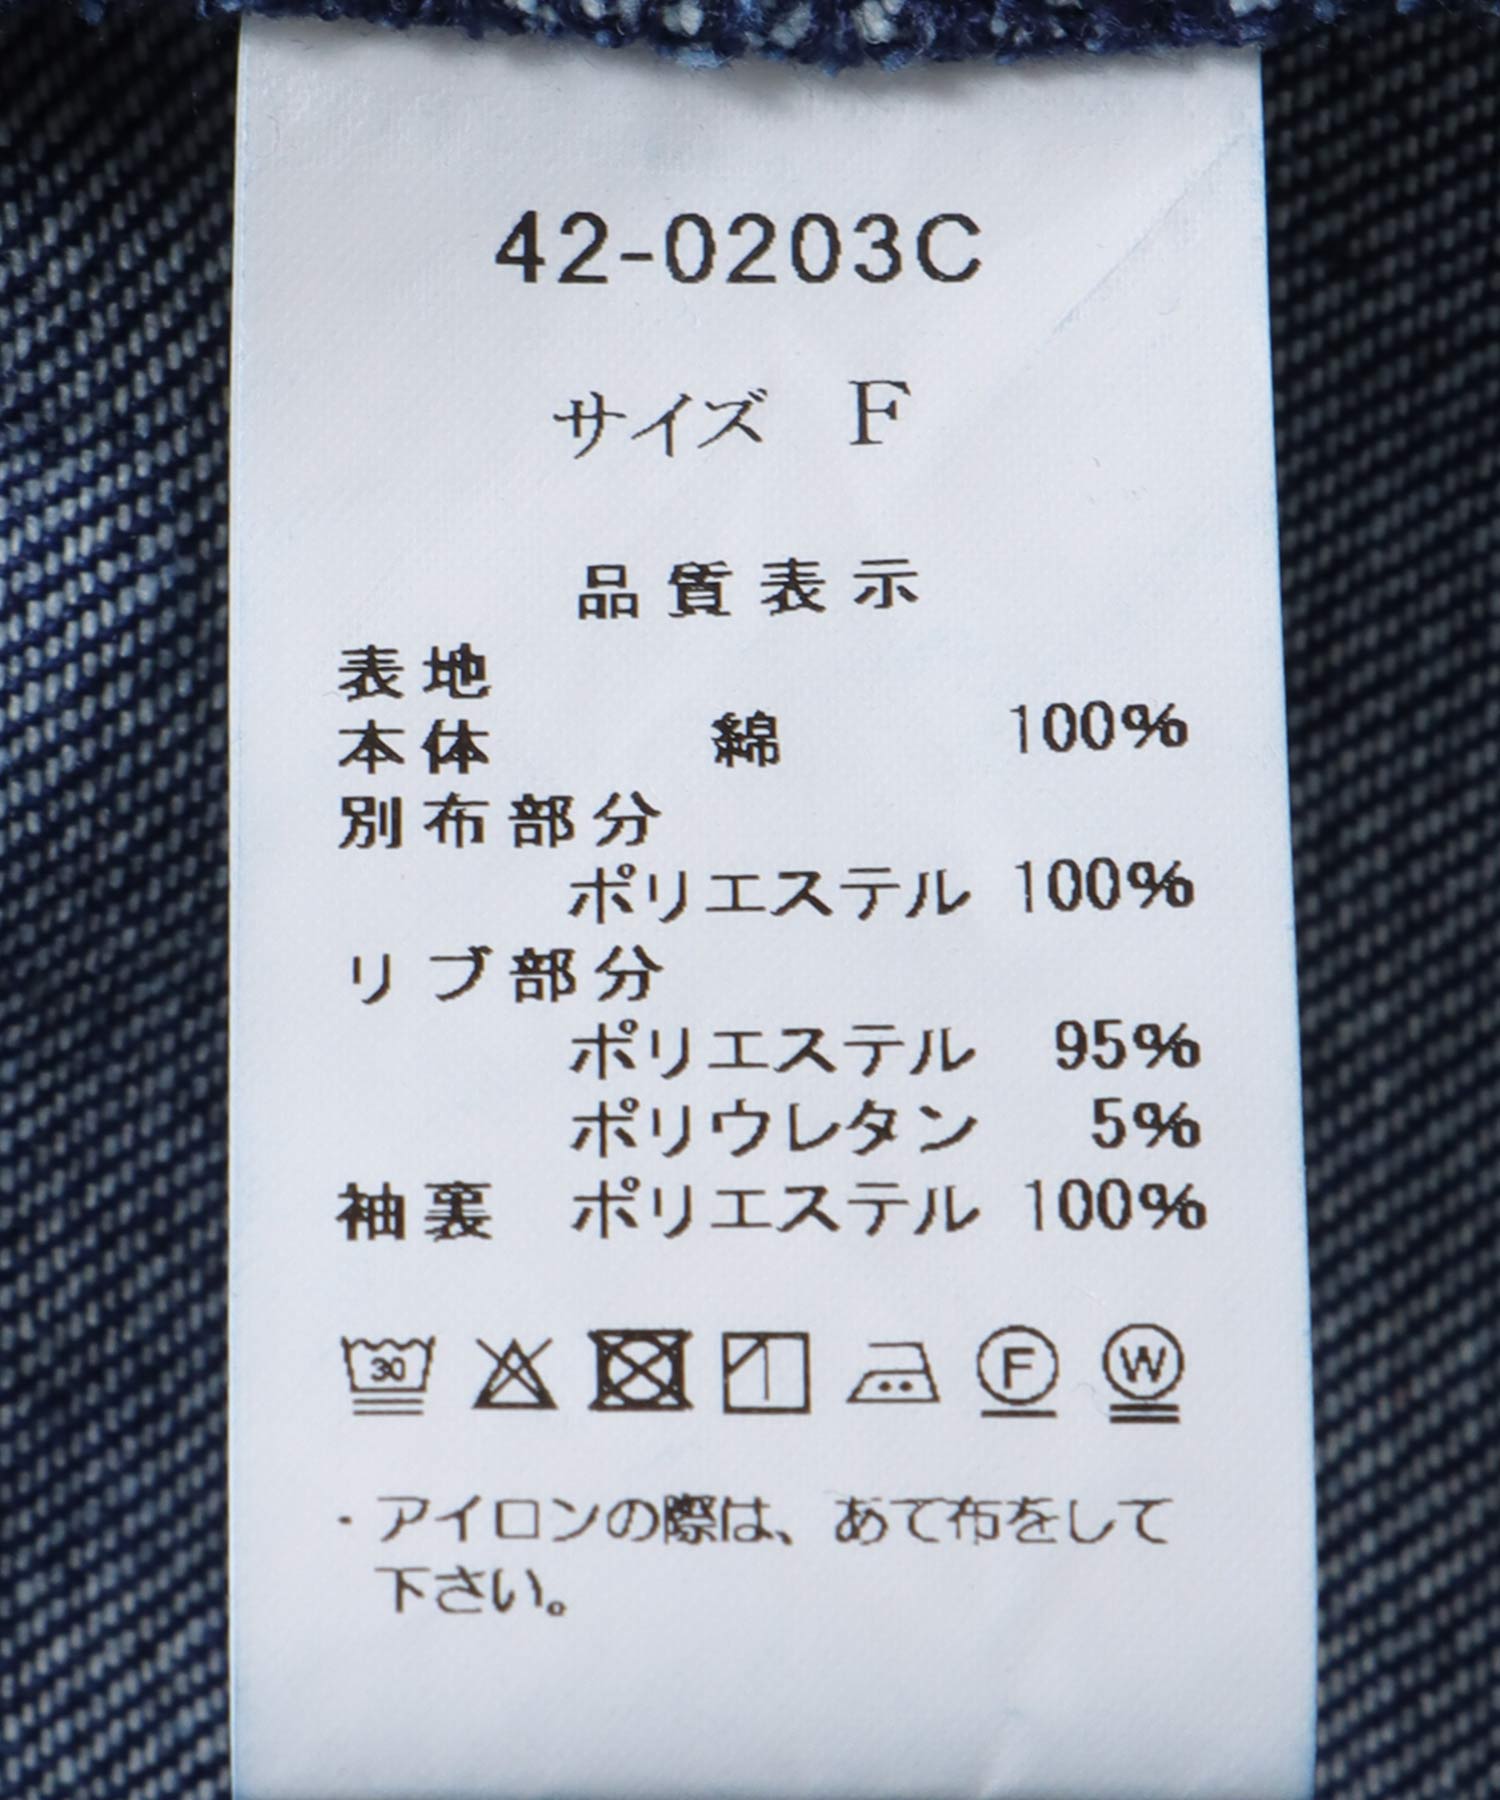 42-0203C
サイズ F
品質表示
表地
本体 綿 100%
別布部分
ポリエステル 100%
リブ部分
ポリエステル 95%
ポリウレタン 5%
袖裏 ポリエステル 100%
30 F W
・アイロンの際は、あて布をして
下さい。